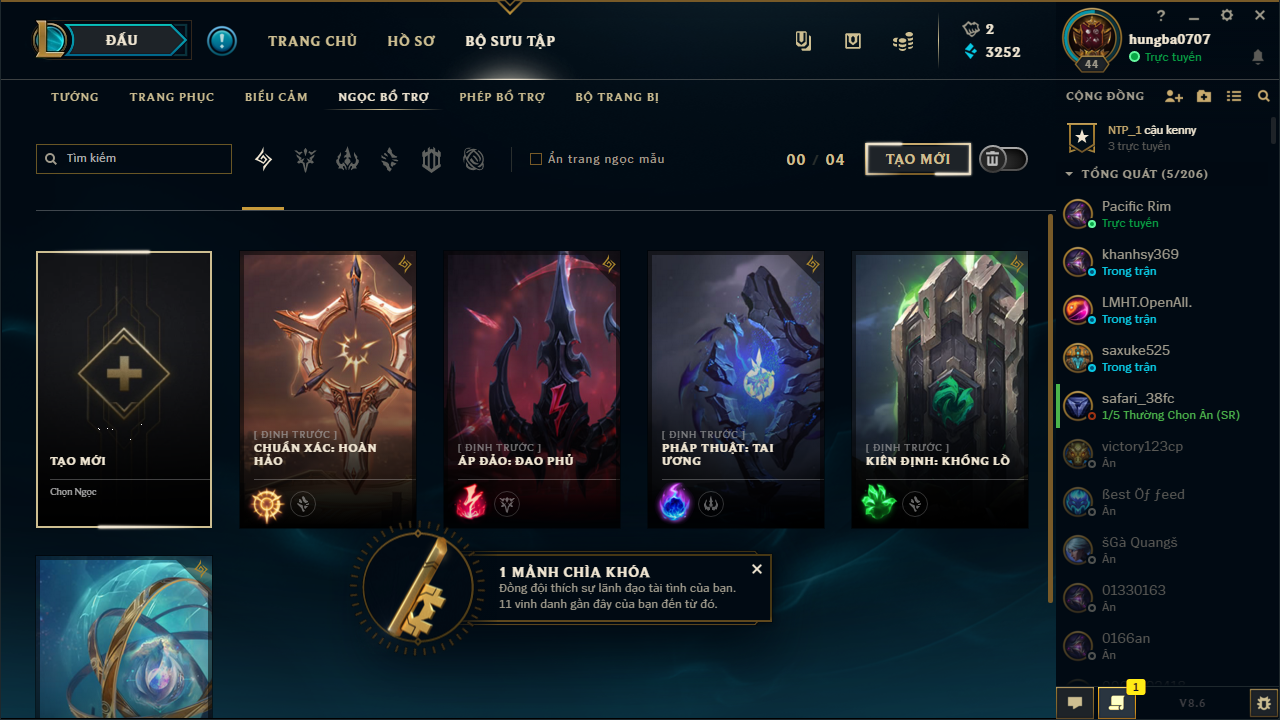 ĐẤU
TRANG CHỦ
HỒ SƠ
BỘ SƯU TẬP
2
3252
?
44
hungba0707
Trực tuyến
TƯỚNG
TRANG PHỤC
BIỂU CẢM
NGỌC BỔ TRỢ
PHÉP BỔ TRỢ
BỘ TRANG BỊ
CỘNG ĐỒNG
Tìm kiếm
Ẩn trang ngọc mẫu
00 / 04
TẠO MỚI
NTP_1 cậu kenny
3 trực tuyến
TỔNG QUÁT (5/206)
Pacific Rim
Trực tuyến
khanhsy369
Trong trận
LMHT.OpenAll.
Trong trận
saxuke525
Trong trận
safari_38fc
1/5 Thường Chọn Ẩn (SR)
victory123cp
Ẩn
ßest Öƒ ƒeed
Ẩn
šGà Quangš
Ẩn
01330163
Ẩn
0166an
Ẩn
TẠO MỚI
Chọn Ngọc
[ ĐỊNH TRƯỚC ]
CHUẨN XÁC: HOÀN
HẢO
[ ĐỊNH TRƯỚC ]
ÁP ĐẢO: ĐAO PHỦ
[ ĐỊNH TRƯỚC ]
PHÁP THUẬT: TAI
ƯƠNG
[ ĐỊNH TRƯỚC ]
KIÊN ĐỊNH: KHỔNG LỒ
1 MẢNH CHÌA KHÓA
Đồng đội thích sự lãnh đạo tài tình của bạn.
11 vinh danh gần đây của bạn đến từ đó.
1
V8.6